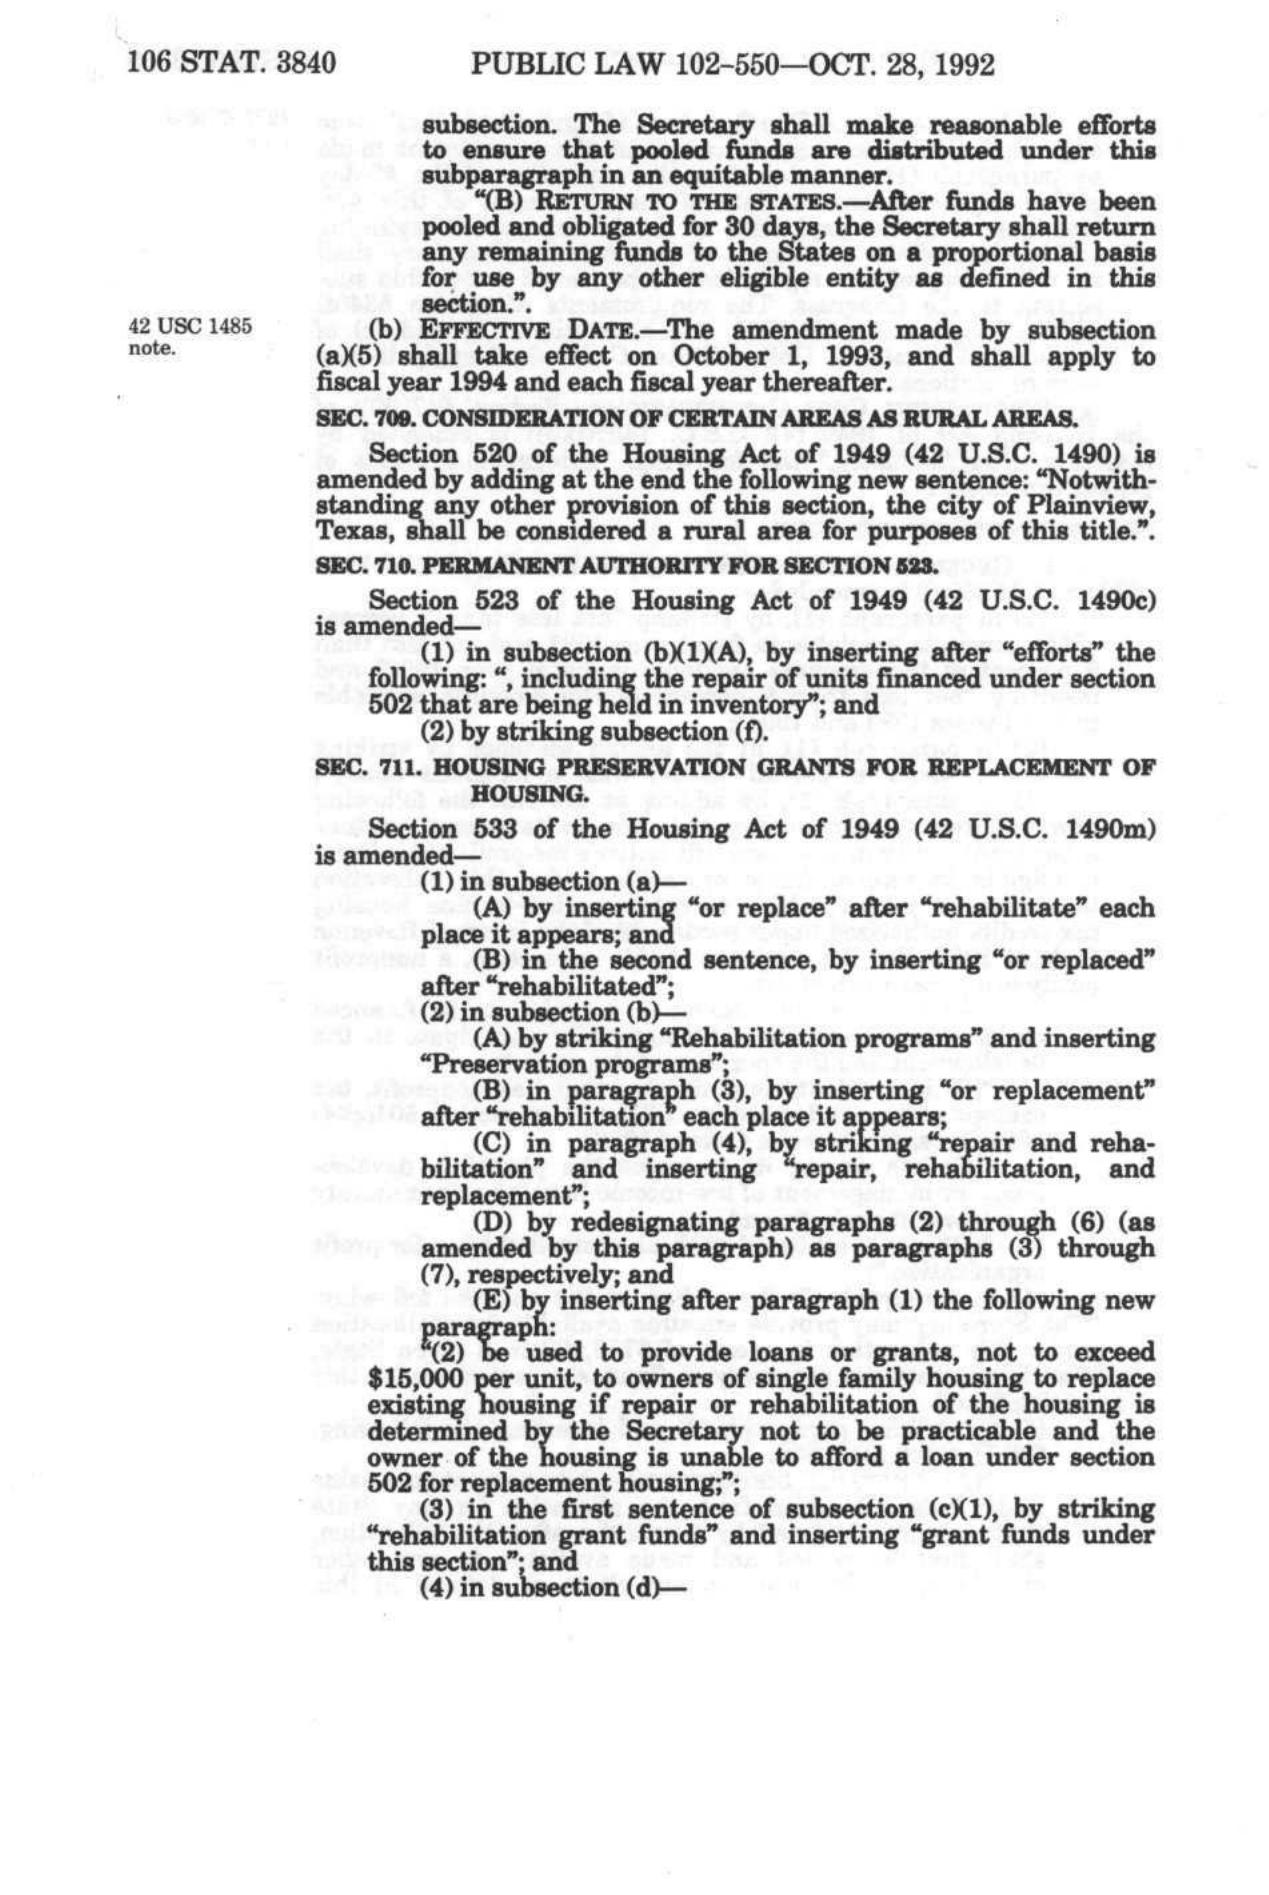 106 STAT. 3840 PUBLIC LAW 102-550—OCT. 28, 1992
subsection. The Secretary shall make reasonable efforts
to ensure that pooled funds are distributed under this
subparagraph in an equitable manner.
"(B) RETURN TO THE STATES.—After funds have been
pooled and obligated for 30 days, the Secretary shall return
any remaining funds to the States on a proportional basis
for use by any other eligible entity as defined in this
section.".
42 USC 1485
note.
(b) EFFECTIVE DATE.—The amendment made by subsection
(a)(5) shall take effect on October 1, 1993, and shall apply to
fiscal year 1994 and each fiscal year thereafter.
SEC. 709. CONSIDERATION OF CERTAIN AREAS AS RURAL AREAS.
Section 520 of the Housing Act of 1949 (42 U.S.C. 1490) is
amended by adding at the end the following new sentence: "Notwith-
standing any other provision of this section, the city of Plainview,
Texas, shall be considered a rural area for purposes of this title.".
SEC. 710. PERMANENT AUTHORITY FOR SECTION 523.
Section 523 of the Housing Act of 1949 (42 U.S.C. 1490c)
is amended—
(1) in subsection (b)(1)(A), by inserting after "efforts" the
following: ", including the repair of units financed under section
502 that are being held in inventory"; and
(2) by striking subsection (f).
SEC. 711. HOUSING PRESERVATION GRANTS FOR REPLACEMENT OF
HOUSING.
Section 533 of the Housing Act of 1949 (42 U.S.C. 1490m)
is amended—
(1) in subsection (a)—
(A) by inserting "or replace" after "rehabilitate" each
place it appears; and
(B) in the second sentence, by inserting "or replaced"
after "rehabilitated";
(2) in subsection (b)—
(A) by striking "Rehabilitation programs" and inserting
"Preservation programs";
(B) in paragraph (3), by inserting "or replacement"
after "rehabilitation" each place it appears;
(C) in paragraph (4), by striking "repair and reha-
bilitation" and inserting "repair, rehabilitation, and
replacement";
(D) by redesignating paragraphs (2) through (6) (as
amended by this paragraph) as paragraphs (3) through
(7), respectively; and
(E) by inserting after paragraph (1) the following new
paragraph:
"(2) be used to provide loans or grants, not to exceed
$15,000 per unit, to owners of single family housing to replace
existing housing if repair or rehabilitation of the housing is
determined by the Secretary not to be practicable and the
owner of the housing is unable to afford a loan under section
502 for replacement housing;";
(3) in the first sentence of subsection (c)(1), by striking
"rehabilitation grant funds" and inserting "grant funds under
this section"; and
(4) in subsection (d)—